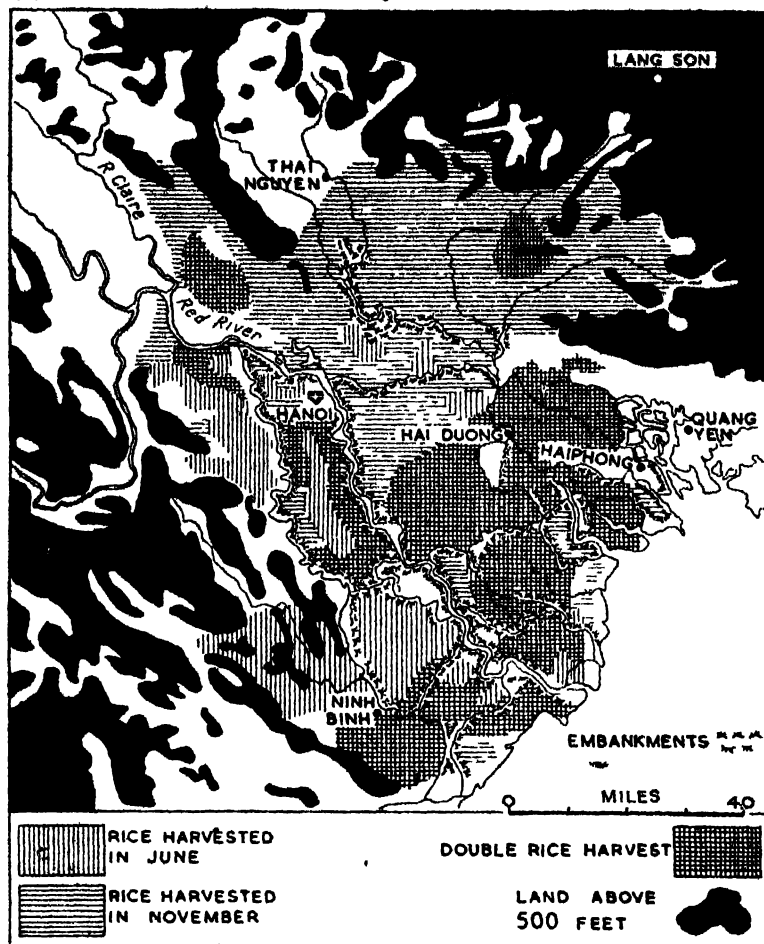 LANG SON
THAI
NGUYEN
R Claire
Red River
HANOI
HAI DUONG
QUANG
YEN
HAIPHONG
NINH
BINH
EMBANKMENTS
MILES
0 40
RICE HARVESTED
IN JUNE
DOUBLE RICE HARVEST
RICE HARVESTED
IN NOVEMBER
LAND ABOVE
500 FEET